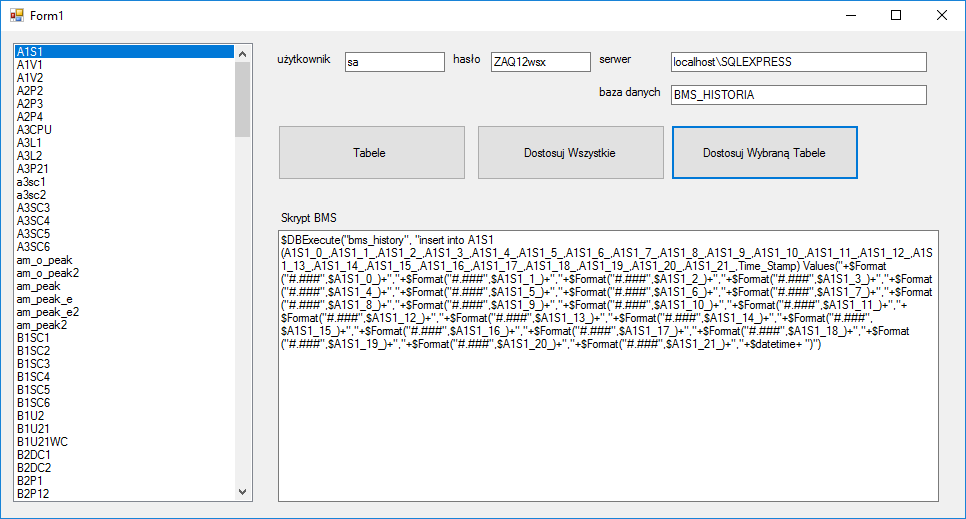 Form1
A1S1
A1V1
A1V2
A2P2
A2P3
A2P4
A3CPU
A3L1
A3L2
A3P21
a3sc1
a3sc2
A3SC3
A3SC4
A3SC5
A3SC6
am_o_peak
am_o_peak2
am_peak
am_peak_e
am_peak_e2
am_peak2
B1SC1
B1SC2
B1SC3
B1SC4
B1SC5
B1SC6
B1U2
B1U21
B1U21WC
B2DC1
B2DC2
B2P1
B2P12
użytkownik sa hasło ZAQ12wsx serwer localhost\SQLEXPRESS
baza danych BMS_HISTORIA
Tabele Dostosuj Wszystkie Dostosuj Wybraną Tabele
Skrypt BMS
$DBExecute("bms_history", "insert into A1S1
(A1S1_0_,A1S1_1_,A1S1_2_,A1S1_3_,A1S1_4_,A1S1_5_,A1S1_6_,A1S1_7_,A1S1_8_,A1S1_9_,A1S1_10_,A1S1_11_,A1S1_12_,A1S
1_13_,A1S1_14_,A1S1_15_,A1S1_16_,A1S1_17_,A1S1_18_,A1S1_19_,A1S1_20_,A1S1_21_,Time_Stamp) Values("+$Format
("#.###",$A1S1_0_)+","+$Format("#.###",$A1S1_1_)+","+$Format("#.###",$A1S1_2_)+","+$Format("#.###",$A1S1_3_)+","+$Format
("#.###",$A1S1_4_)+","+$Format("#.###",$A1S1_5_)+","+$Format("#.###",$A1S1_6_)+","+$Format("#.###",$A1S1_7_)+","+$Format
("#.###",$A1S1_8_)+","+$Format("#.###",$A1S1_9_)+","+$Format("#.###",$A1S1_10_)+","+$Format("#.###",$A1S1_11_)+","+
$Format("#.###",$A1S1_12_)+","+$Format("#.###",$A1S1_13_)+","+$Format("#.###",$A1S1_14_)+","+$Format("#.###",
$A1S1_15_)+","+$Format("#.###",$A1S1_16_)+","+$Format("#.###",$A1S1_17_)+","+$Format("#.###",$A1S1_18_)+","+$Format
("#.###",$A1S1_19_)+","+$Format("#.###",$A1S1_20_)+","+$Format("#.###",$A1S1_21_)+","+$datetime+ ")")